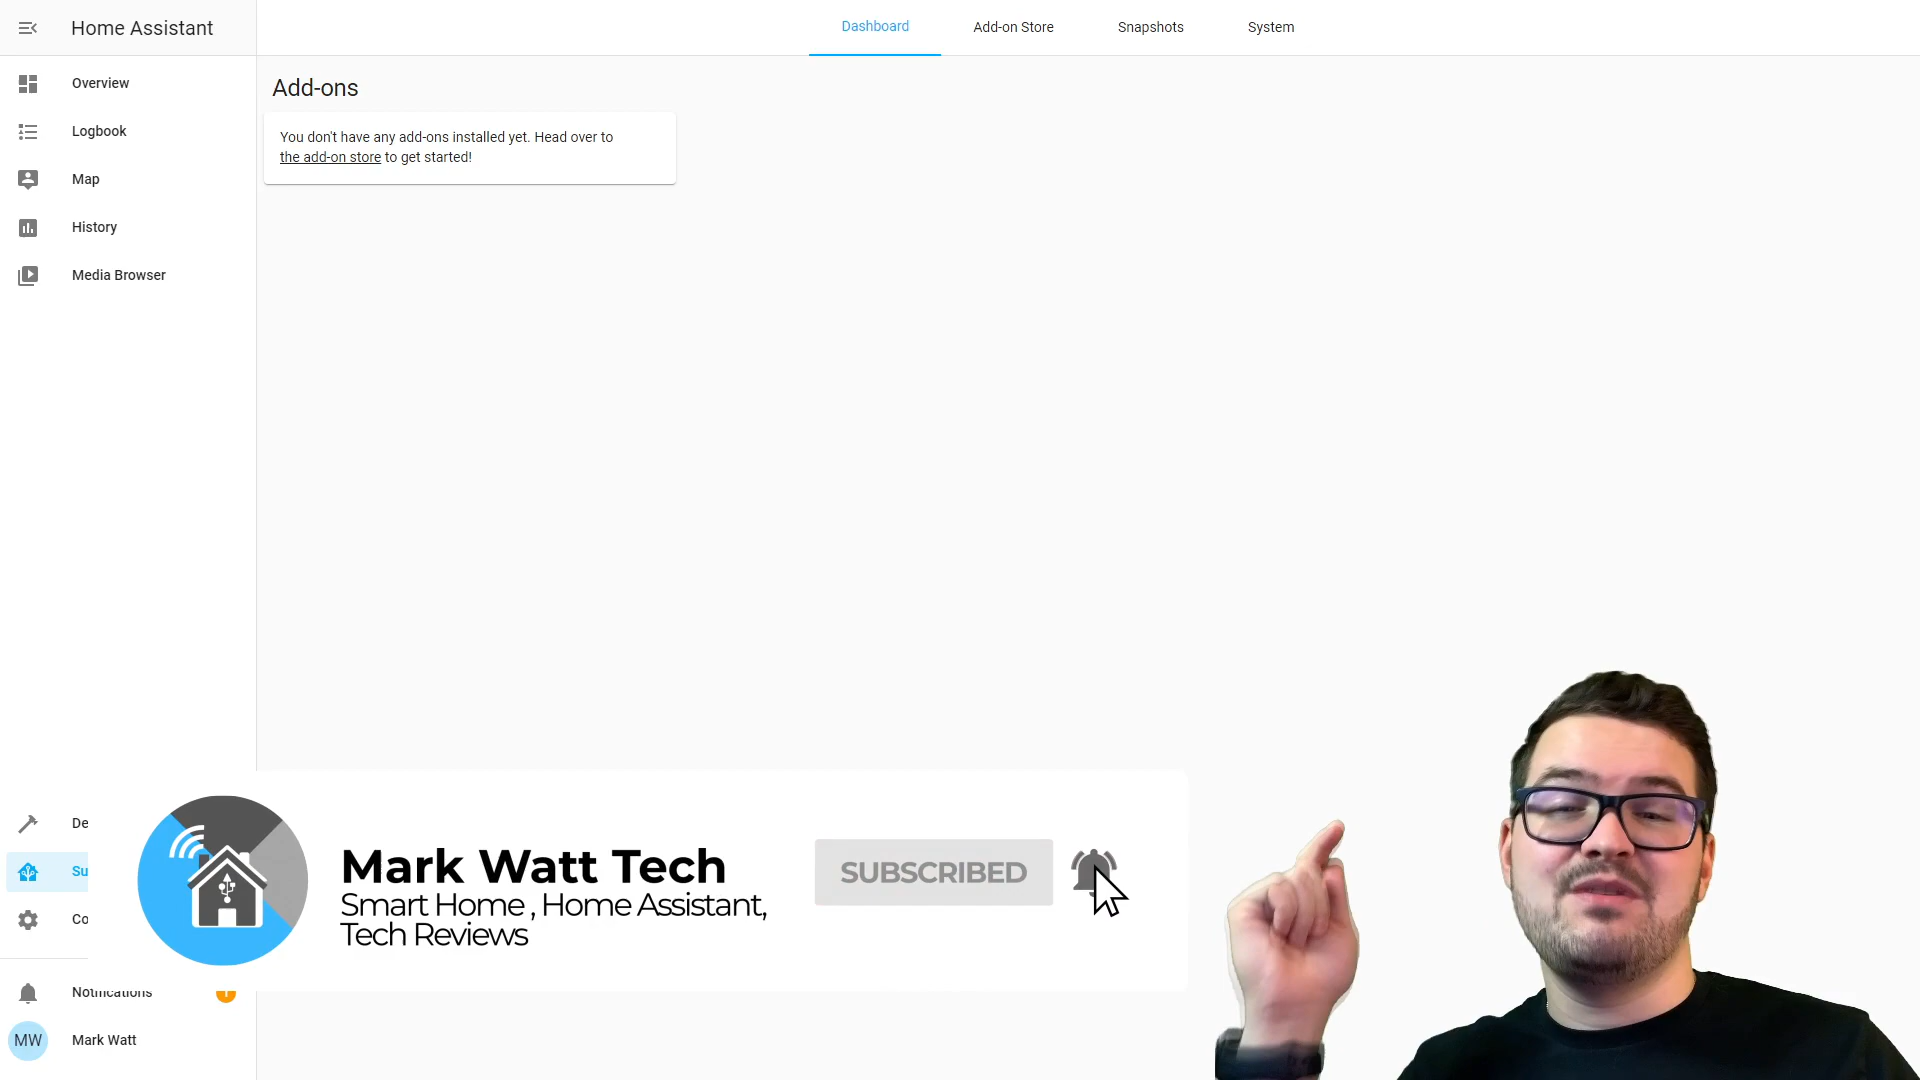 Home Assistant
Dashboard
Add-on Store
Snapshots
System
Overview
Logbook
Map
History
Media Browser
Add-ons
You don't have any add-ons installed yet. Head over to
the add-on store to get started!
De
Su
Co
Notifications
Mark Watt Tech
Smart Home , Home Assistant,
Tech Reviews
SUBSCRIBED
MW
Mark Watt